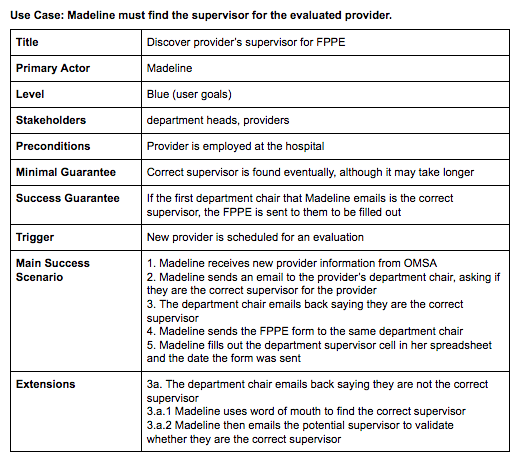 Use Case: Madeline must find the supervisor for the evaluated provider.
Title
Discover provider's supervisor for FPPE
Primary Actor
Madeline
Level
Blue (user goals)
Stakeholders
department heads, providers
Preconditions
Provider is employed at the hospital
Minimal Guarantee
Correct supervisor is found eventually, although it may take longer
Success Guarantee
If the first department chair that Madeline emails is the correct
supervisor, the FPPE is sent to them to be filled out
Trigger
New provider is scheduled for an evaluation
Main Success
Scenario
1. Madeline receives new provider information from OMSA
2. Madeline sends an email to the provider's department chair, asking if
they are the correct supervisor for the provider
3. The department chair emails back saying they are the correct
supervisor
4. Madeline sends the FPPE form to the same department chair
5. Madeline fills out the department supervisor cell in her spreadsheet
and the date the form was sent
Extensions
3a. The department chair emails back saying they are not the correct
supervisor
3.a.1 Madeline uses word of mouth to find the correct supervisor
3.a.2 Madeline then emails the potential supervisor to validate
whether they are the correct supervisor